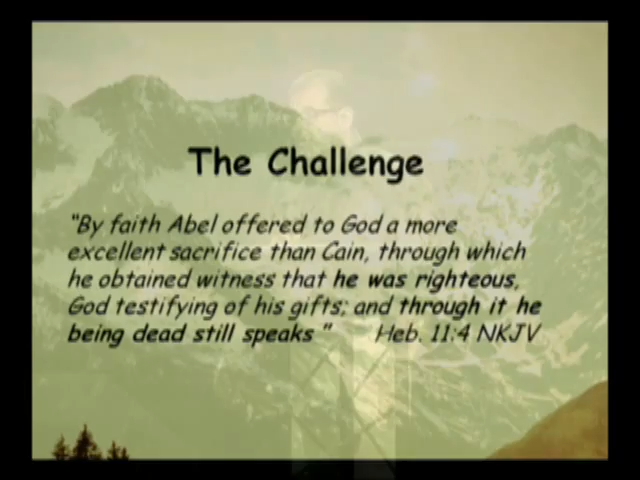 The Challenge
"By faith Abel offered to God a more
excellent sacrifice than Cain, through which
he obtained witness that he was righteous,
God testifying of his gifts; and through it he
being dead still speaks " Heb. 11:4 NKJV